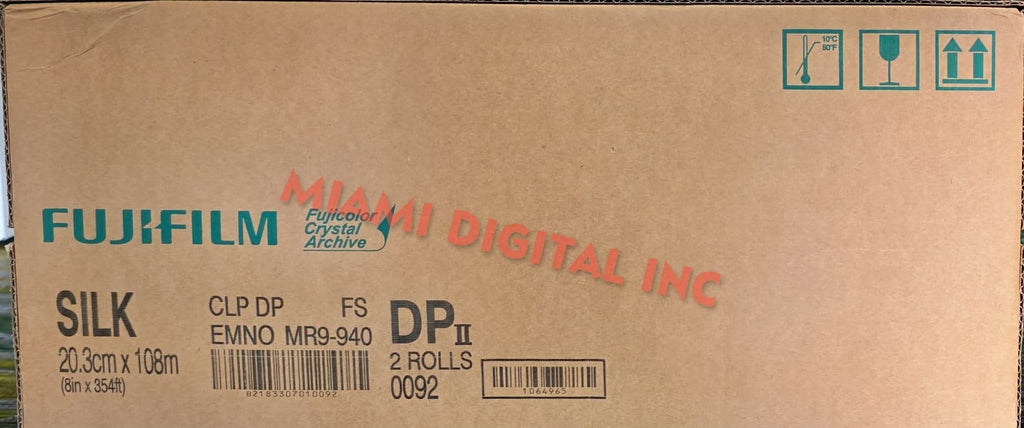 10°C
50°F
MIAMI DIGITAL INC
FUJIFILM
Fujicolor
Crystal
Archive
SILK
20.3cm x 108m
(8in x 354ft)
CLP DP FS
EMNO MR9-940
82183307010092
DPII
2 ROLLS
0092
1064965